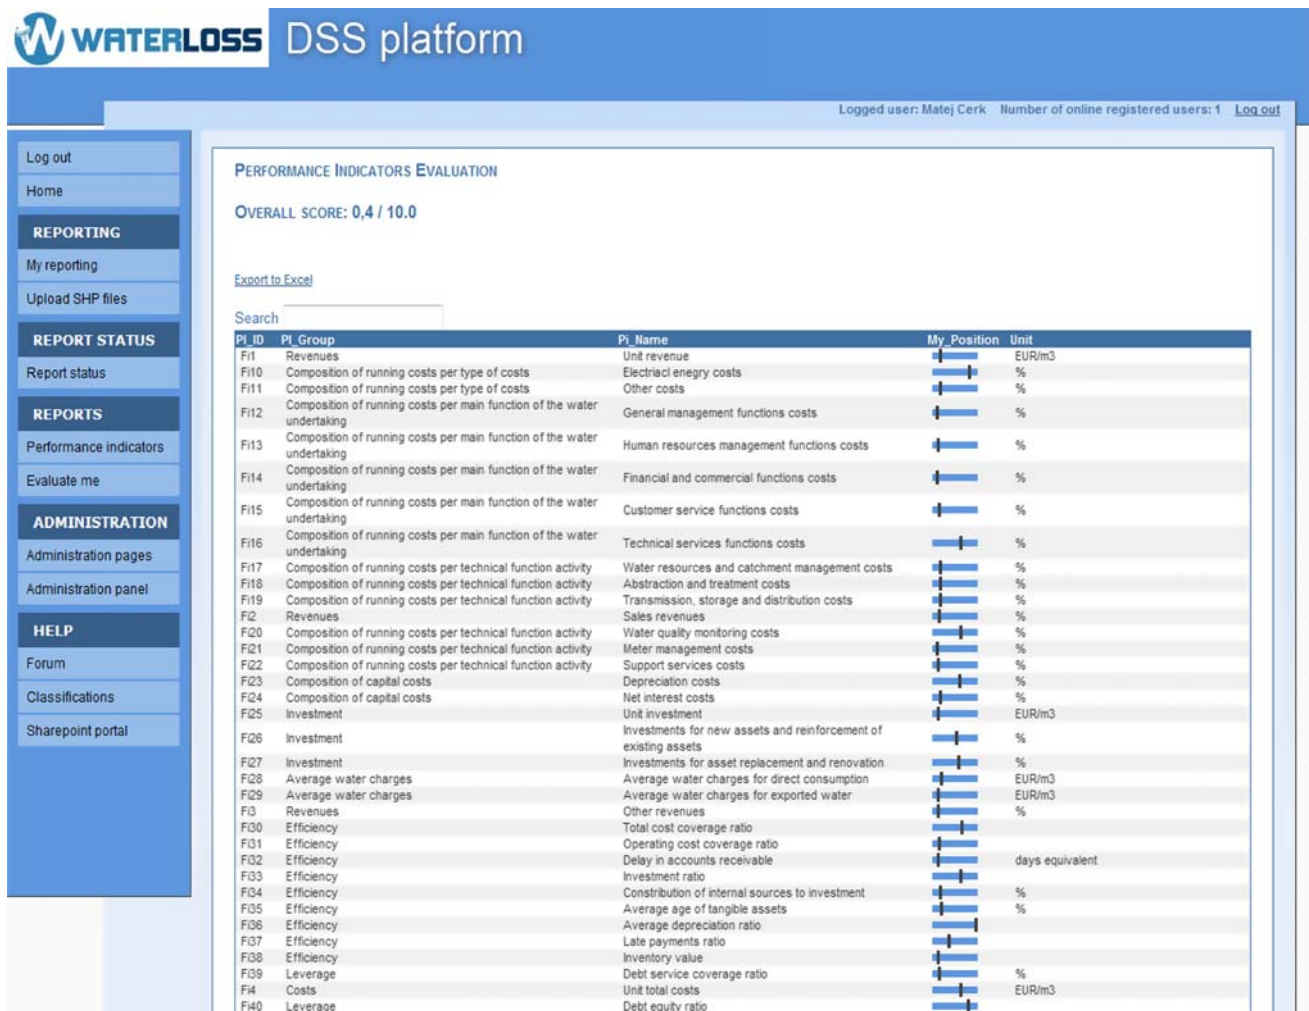 WATERLOSS DSS platform
Logged user: Matej Cerk Number of online registered users: 1 Log out
Log out
Home
REPORTING
My reporting
Upload SHP files
REPORT STATUS
Report status
REPORTS
Performance indicators
Evaluate me
ADMINISTRATION
Administration pages
Administration panel
HELP
Forum
Classifications
Sharepoint portal
PERFORMANCE INDICATORS EVALUATION
OVERALL SCORE: 0,4 / 10.0
Export to Excel
Search
PI_ID PI_Group Pi_Name My_Position Unit
Fi1 Revenues Unit revenue EUR/m3
Fi10 Composition of running costs per type of costs Electriacl enegry costs %
Fi11 Composition of running costs per type of costs Other costs %
Fi12 Composition of running costs per main function of the water undertaking General management functions costs %
Fi13 Composition of running costs per main function of the water undertaking Human resources management functions costs %
Fi14 Composition of running costs per main function of the water undertaking Financial and commercial functions costs %
Fi15 Composition of running costs per main function of the water undertaking Customer service functions costs %
Fi16 Composition of running costs per main function of the water undertaking Technical services functions costs %
Fi17 Composition of running costs per technical function activity Water resources and catchment management costs %
Fi18 Composition of running costs per technical function activity Abstraction and treatment costs %
Fi19 Composition of running costs per technical function activity Transmission, storage and distribution costs %
Fi2 Revenues Sales revenues %
Fi20 Composition of running costs per technical function activity Water quality monitoring costs %
Fi21 Composition of running costs per technical function activity Meter management costs %
Fi22 Composition of running costs per technical function activity Support services costs %
Fi23 Composition of capital costs Depreciation costs %
Fi24 Composition of capital costs Net interest costs %
Fi25 Investment Unit investment EUR/m3
Fi26 Investment Investments for new assets and reinforcement of existing assets %
Fi27 Investment Investments for asset replacement and renovation %
Fi28 Average water charges Average water charges for direct consumption EUR/m3
Fi29 Average water charges Average water charges for exported water EUR/m3
Fi3 Revenues Other revenues %
Fi30 Efficiency Total cost coverage ratio
Fi31 Efficiency Operating cost coverage ratio
Fi32 Efficiency Delay in accounts receivable days equivalent
Fi33 Efficiency Investment ratio
Fi34 Efficiency Constribution of internal sources to investment %
Fi35 Efficiency Average age of tangible assets %
Fi36 Efficiency Average depreciation ratio
Fi37 Efficiency Late payments ratio
Fi38 Efficiency Inventory value
Fi39 Leverage Debt service coverage ratio %
Fi4 Costs Unit total costs EUR/m3
Fi40 Leverage Debt equity ratio